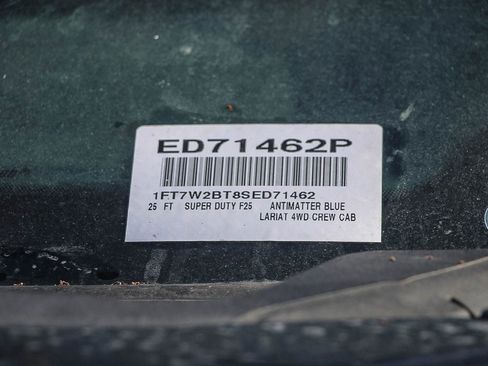 ED71462P
1FT7W2BT8SED71462
25 FT SUPER DUTY F25 ANTIMATTER BLUE
LARIAT 4WD CREW CAB